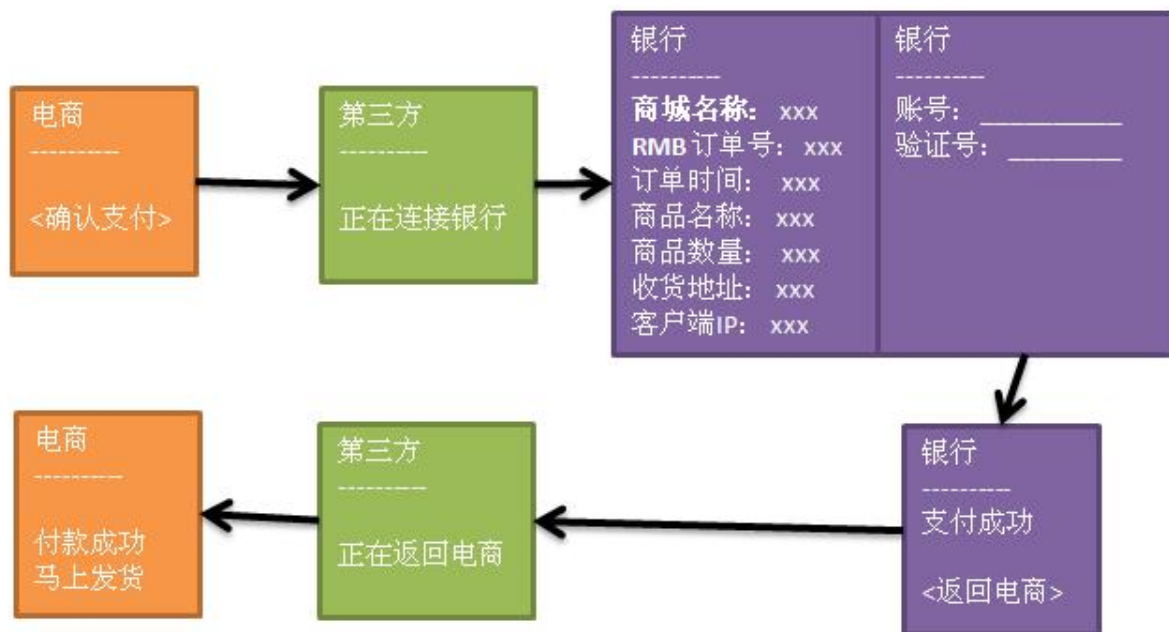 电商
----------
<确认支付>
第三方
----------
正在连接银行
银行
----------
商城名称： xxx
RMB 订单号： xxx
订单时间： xxx
商品名称： xxx
商品数量： xxx
收货地址： xxx
客户端IP： xxx
银行
----------
账号： __________
验证号： ________
银行
----------
支付成功
<返回电商>
第三方
----------
正在返回电商
电商
----------
付款成功
马上发货